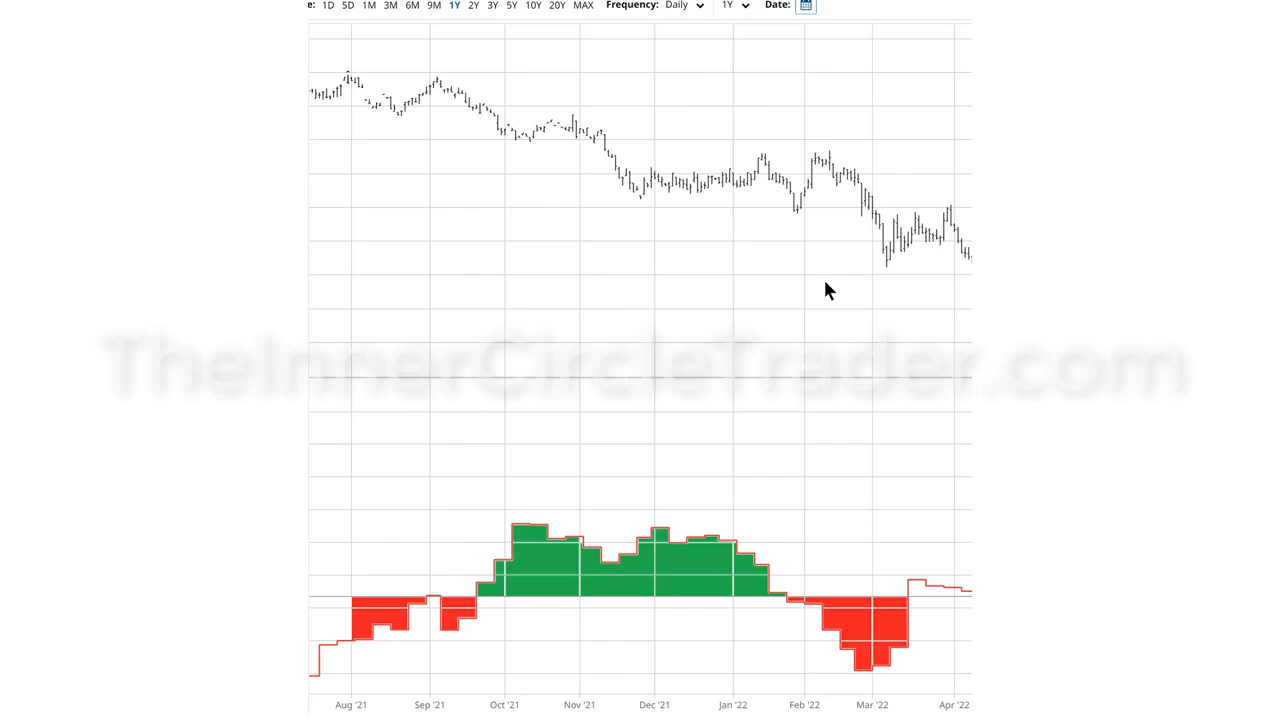 e: 1D 5D 1M 3M 6M 9M 1Y 2Y 3Y 5Y 10Y 20Y MAX Frequency: Daily 1Y Date:
TheInnerCircleTrader.com
Aug '21 Sep '21 Oct '21 Nov '21 Dec '21 Jan '22 Feb '22 Mar '22 Apr '22